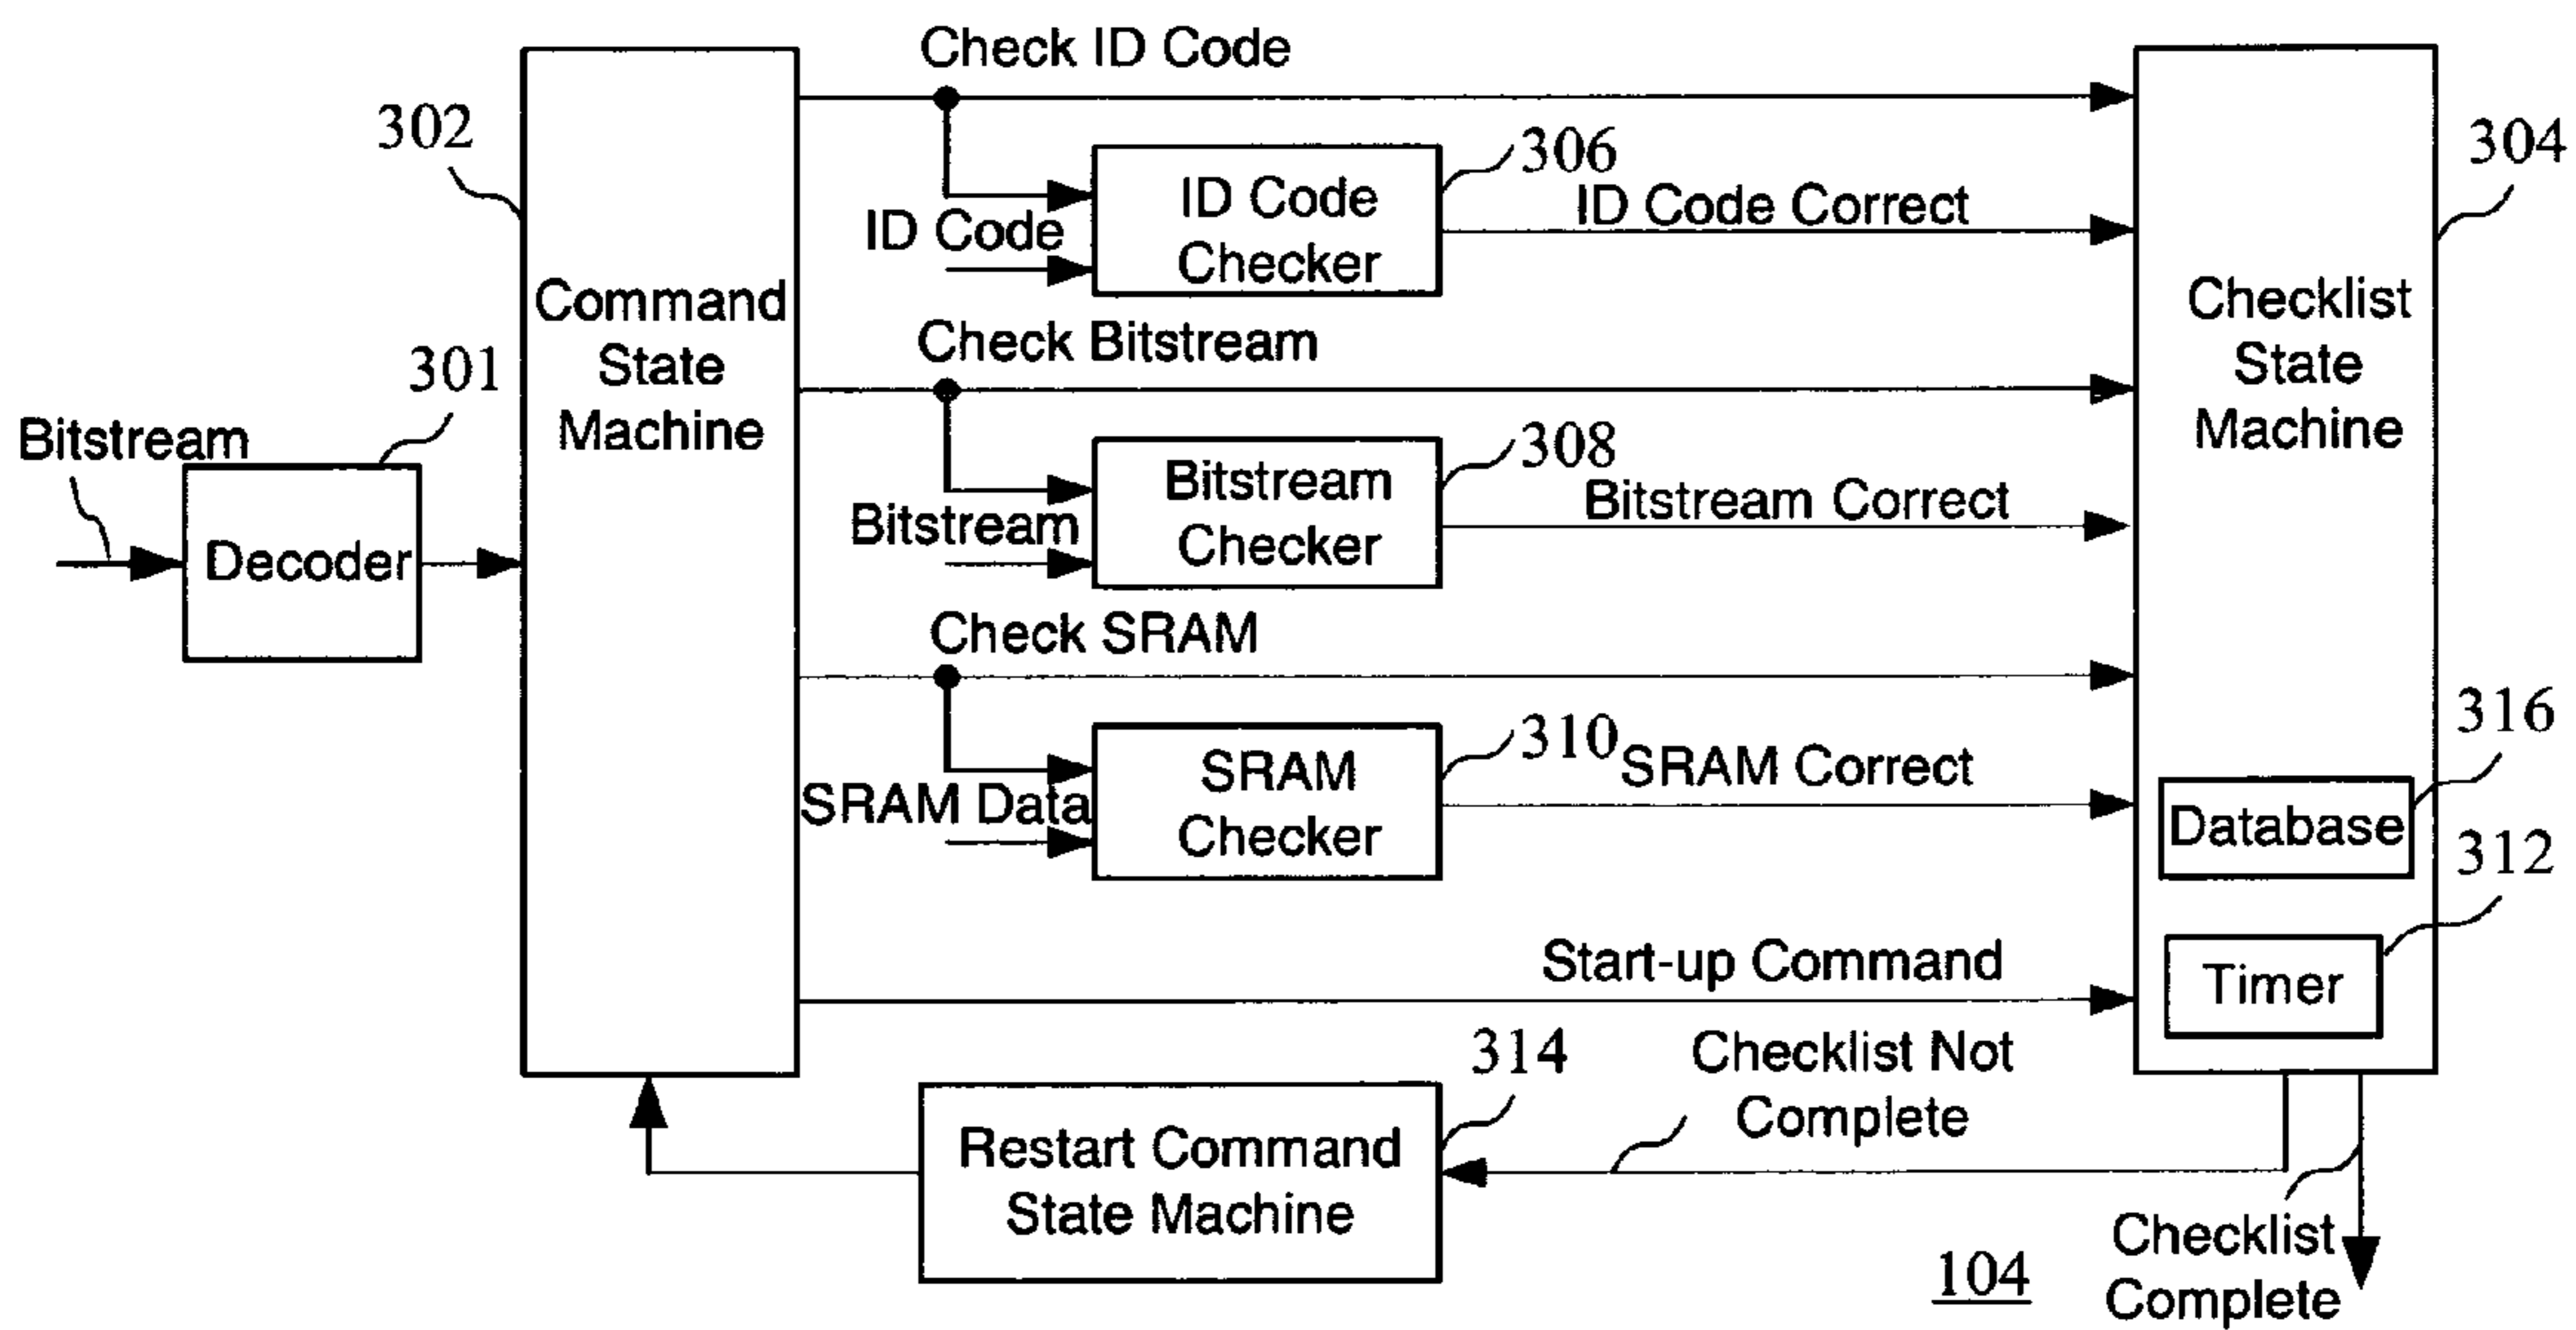 Check ID Code
302
306
304
ID Code
Checker
ID Code Correct
ID Code
Command
State
Machine
Checklist
State
Machine
Check Bitstream
301
Bitstream
308
Bitstream
Checker
Bitstream Correct
Bitstream
Decoder
Check SRAM
316
310
SRAM
Checker
SRAM Correct
SRAM Data
Database
312
Start-up Command
Timer
314
Checklist Not
Complete
Restart Command
State Machine
Checklist
Complete
104